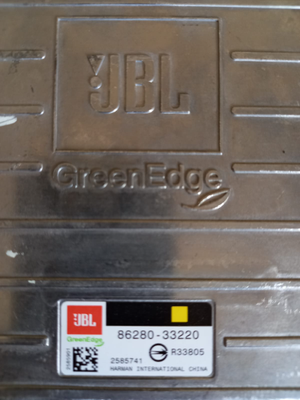 JBL
GreenEdge
JBL
GreenEdge
86280-33220
2585741
R33805
HARMAN INTERNATIONAL CHINA